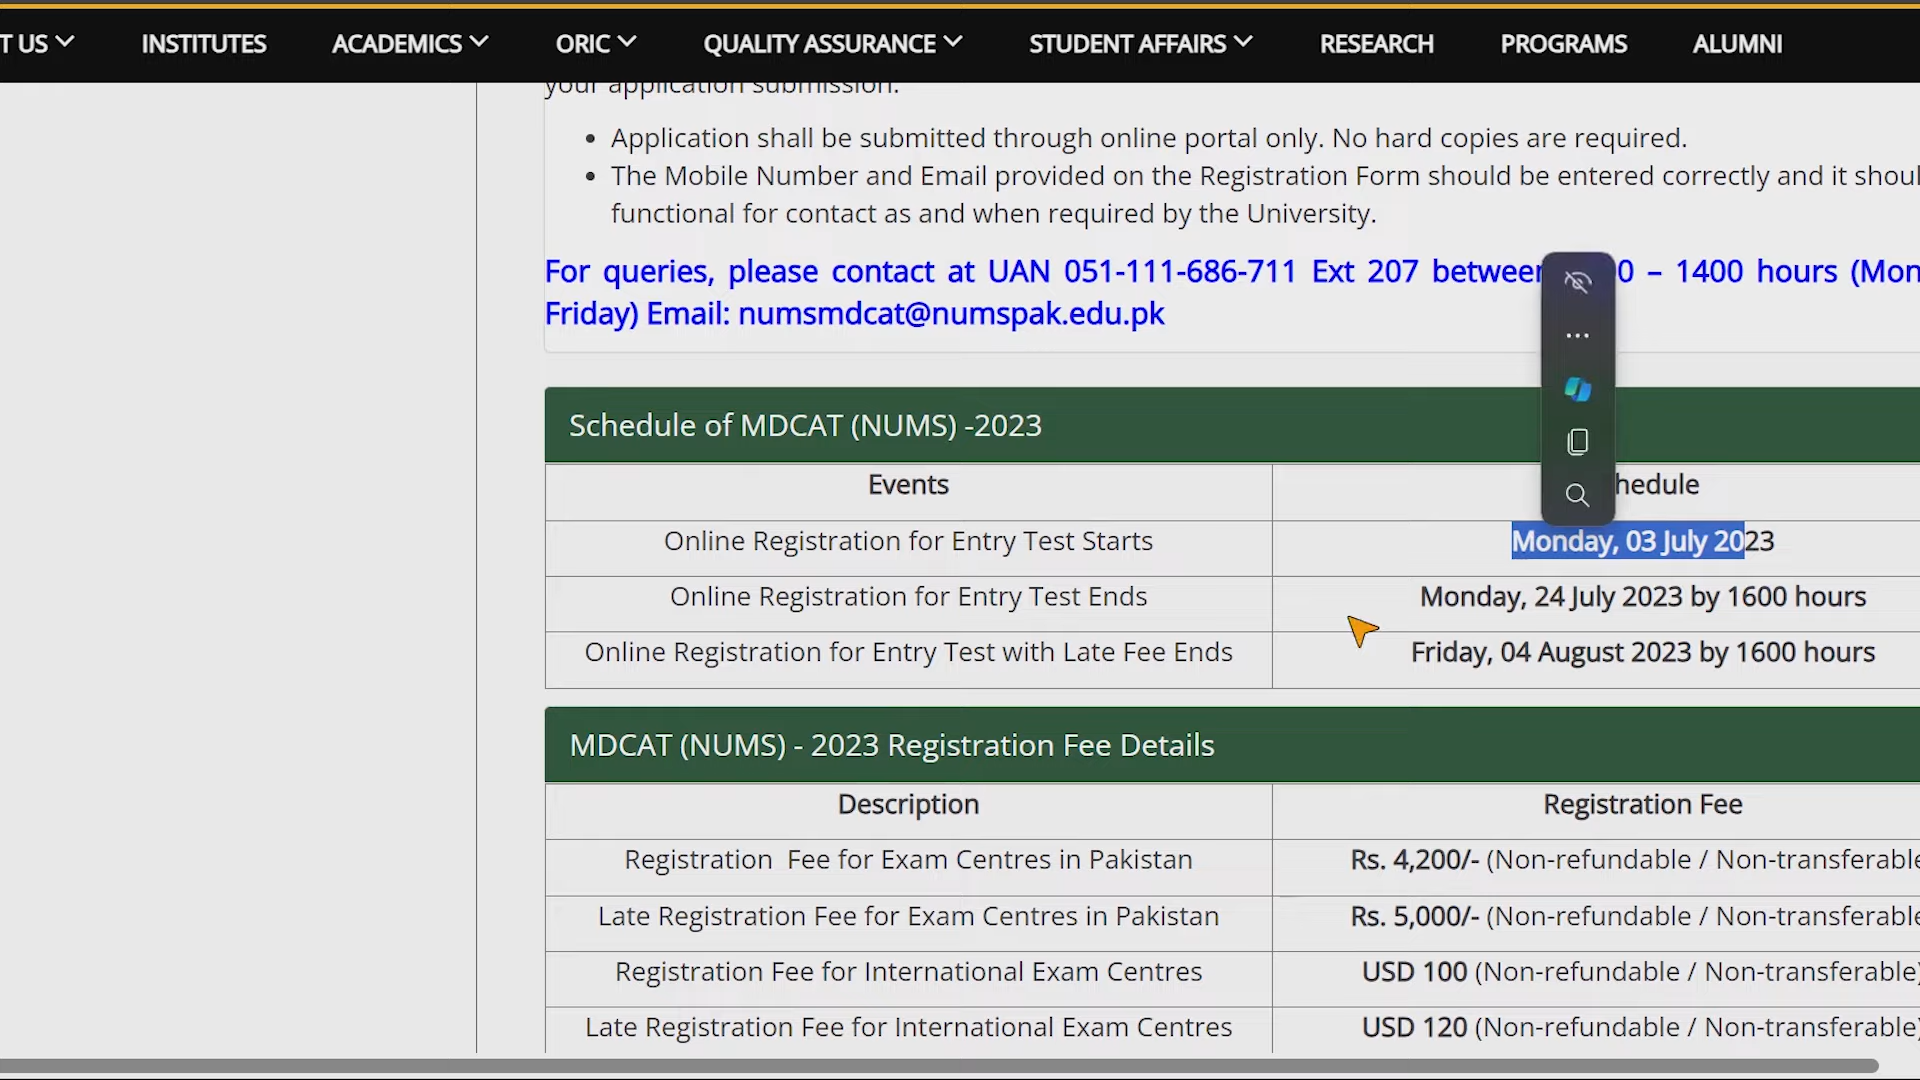 T US INSTITUTES ACADEMICS ORIC QUALITY ASSURANCE STUDENT AFFAIRS RESEARCH PROGRAMS ALUMNI
your application submission.
• Application shall be submitted through online portal only. No hard copies are required.
• The Mobile Number and Email provided on the Registration Form should be entered correctly and it shoul
functional for contact as and when required by the University.
For queries, please contact at UAN 051-111-686-711 Ext 207 between 0 – 1400 hours (Mon
Friday) Email: numsmdcat@numspak.edu.pk
Schedule of MDCAT (NUMS) -2023
Events hedule
Online Registration for Entry Test Starts Monday, 03 July 2023
Online Registration for Entry Test Ends Monday, 24 July 2023 by 1600 hours
Online Registration for Entry Test with Late Fee Ends Friday, 04 August 2023 by 1600 hours
MDCAT (NUMS) - 2023 Registration Fee Details
Description Registration Fee
Registration Fee for Exam Centres in Pakistan Rs. 4,200/- (Non-refundable / Non-transferable
Late Registration Fee for Exam Centres in Pakistan Rs. 5,000/- (Non-refundable / Non-transferable
Registration Fee for International Exam Centres USD 100 (Non-refundable / Non-transferable)
Late Registration Fee for International Exam Centres USD 120 (Non-refundable / Non-transferable)